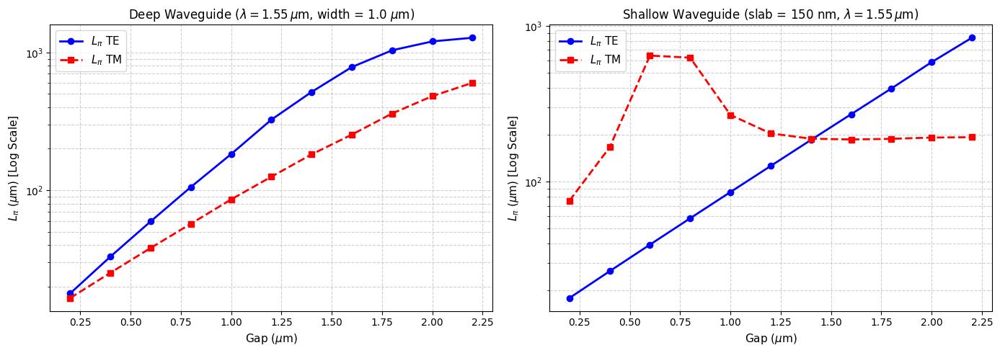 Deep Waveguide (λ = 1.55 μm, width = 1.0 μm)
L_π TE
L_π TM
10³
10²
L_π (μm) [Log Scale]
0.25 0.50 0.75 1.00 1.25 1.50 1.75 2.00 2.25
Gap (μm)
Shallow Waveguide (slab = 150 nm, λ = 1.55 μm)
L_π TE
L_π TM
10³
10²
L_π (μm) [Log Scale]
0.25 0.50 0.75 1.00 1.25 1.50 1.75 2.00 2.25
Gap (μm)